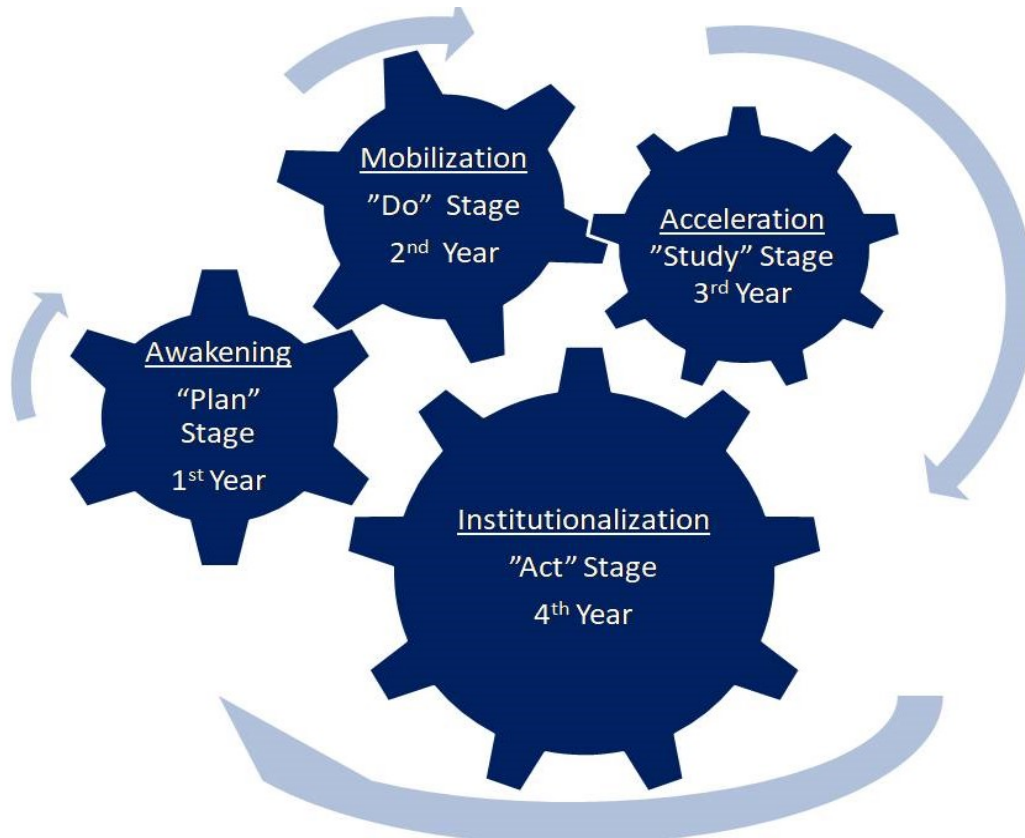 Awakening
“Plan”
Stage
1st Year
Mobilization
”Do” Stage
2nd Year
Acceleration
”Study” Stage
3rd Year
Institutionalization
”Act” Stage
4th Year